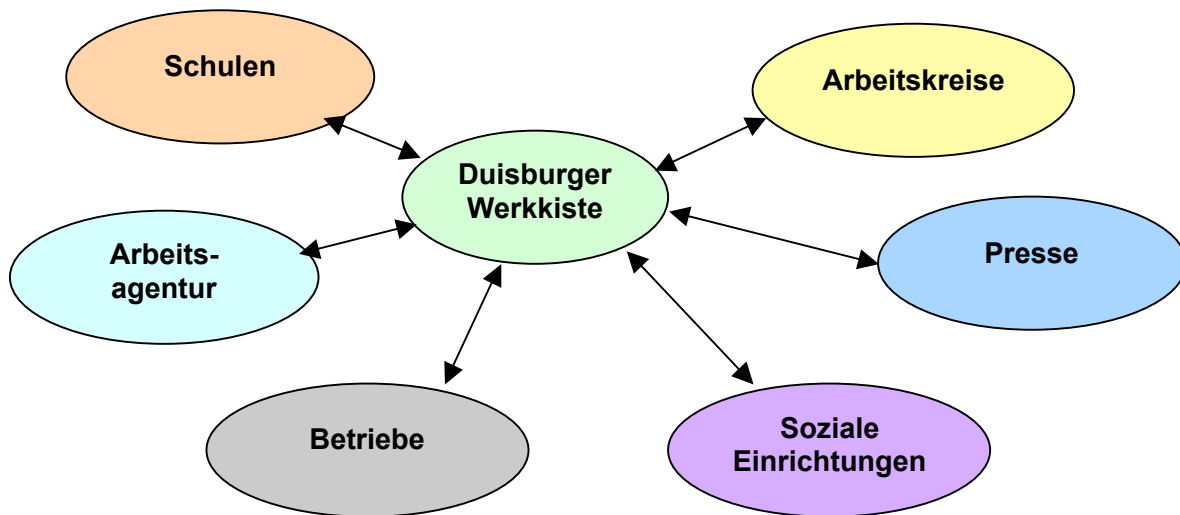 Schulen
Arbeitskreise
Duisburger
Werkkiste
Arbeits-
agentur
Presse
Betriebe
Soziale
Einrichtungen